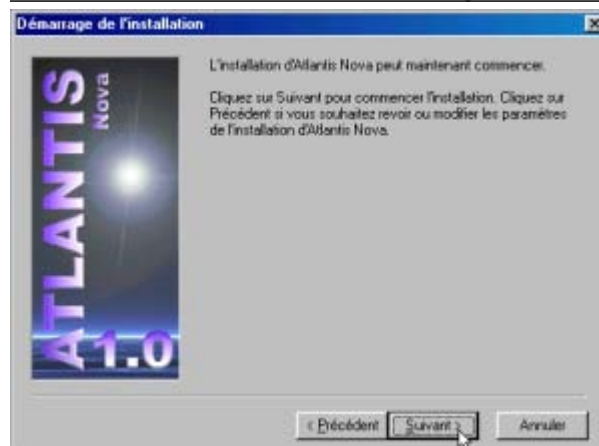 Démarrage de l'installation
ATLANTIS
Nova
1.0
L'installation d'Atlantis Nova peut maintenant commencer.
Cliquez sur Suivant pour commencer l'installation. Cliquez sur
Précédent si vous souhaitez revoir ou modifier les paramètres
de l'installation d'Atlantis Nova.
< Précédent
Suivant >
Annuler